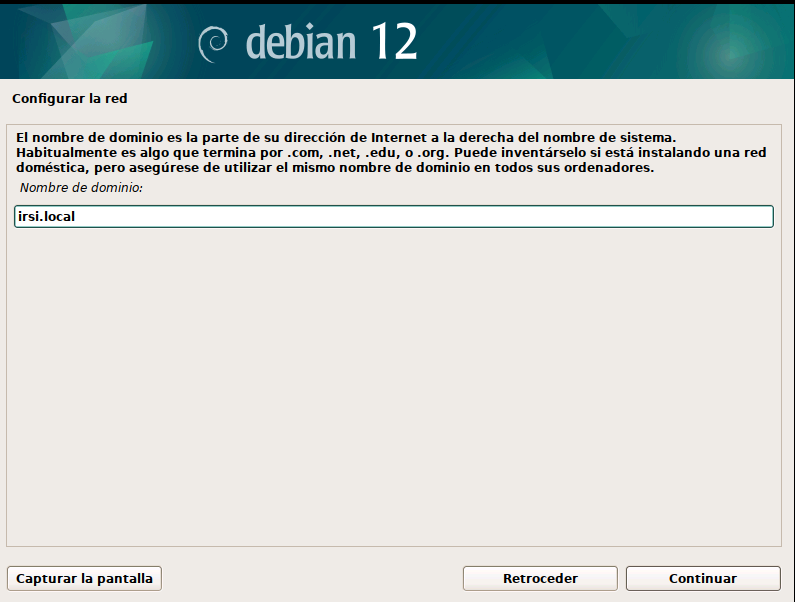 debian 12
Configurar la red
El nombre de dominio es la parte de su dirección de Internet a la derecha del nombre de sistema.
Habitualmente es algo que termina por .com, .net, .edu, o .org. Puede inventárselo si está instalando una red
doméstica, pero asegúrese de utilizar el mismo nombre de dominio en todos sus ordenadores.
Nombre de dominio:
irsi.local
Capturar la pantalla
Retroceder
Continuar